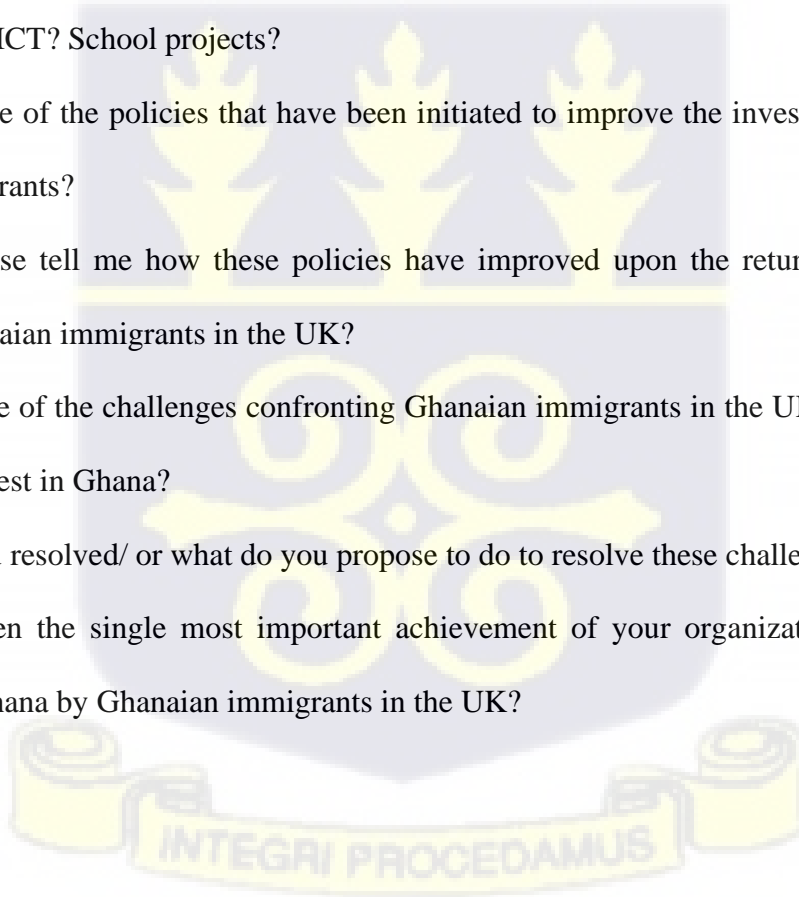 ICT? School projects?
e of the policies that have been initiated to improve the inves
rants?
se tell me how these policies have improved upon the retur
aian immigrants in the UK?
e of the challenges confronting Ghanaian immigrants in the U
est in Ghana?
resolved/ or what do you propose to do to resolve these challe
en the single most important achievement of your organizat
nana by Ghanaian immigrants in the UK?
INTEGRI PROCEDAMUS